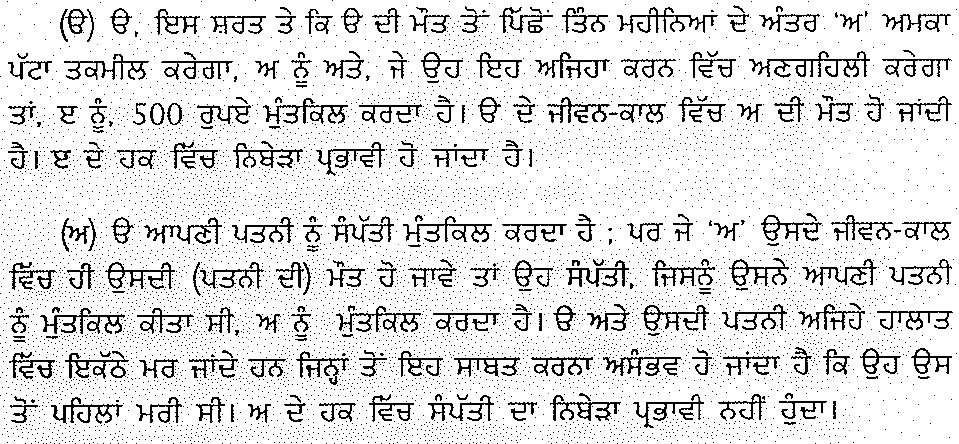 (ੳ) ੳ, ਇਸ ਸ਼ਰਤ ਤੇ ਕਿ ੳ ਦੀ ਮੌਤ ਤੋਂ ਪਿੱਛੋਂ ਤਿੰਨ ਮਹੀਨਿਆਂ ਦੇ ਅੰਤਰ ‘ਅ’ ਅਮਕਾ
ਪੱਟਾ ਤਕਮੀਲ ਕਰੇਗਾ, ਅ ਨੂੰ ਅਤੇ, ਜੇ ਉਹ ਇਹ ਅਜਿਹਾ ਕਰਨ ਵਿੱਚ ਅਣਗਹਿਲੀ ਕਰੇਗਾ
ਤਾਂ, ੲ ਨੂੰ, 500 ਰੁਪਏ ਮੁੰਤਕਿਲ ਕਰਦਾ ਹੈ। ੳ ਦੇ ਜੀਵਨ-ਕਾਲ ਵਿੱਚ ਅ ਦੀ ਮੌਤ ਹੋ ਜਾਂਦੀ
ਹੈ। ੲ ਦੇ ਹਕ ਵਿੱਚ ਨਿਬੇੜਾ ਪ੍ਰਭਾਵੀ ਹੋ ਜਾਂਦਾ ਹੈ।
(ਅ) ੳ ਆਪਣੀ ਪਤਨੀ ਨੂੰ ਸੰਪੱਤੀ ਮੁੰਤਕਿਲ ਕਰਦਾ ਹੈ ; ਪਰ ਜੇ ‘ਅ’ ਉਸਦੇ ਜੀਵਨ-ਕਾਲ
ਵਿੱਚ ਹੀ ਉਸਦੀ (ਪਤਨੀ ਦੀ) ਮੌਤ ਹੋ ਜਾਵੇ ਤਾਂ ਉਹ ਸੰਪੱਤੀ, ਜਿਸਨੂੰ ਉਸਨੇ ਆਪਣੀ ਪਤਨੀ
ਨੂੰ ਮੁੰਤਕਿਲ ਕੀਤਾ ਸੀ, ਅ ਨੂੰ ਮੁੰਤਕਿਲ ਕਰਦਾ ਹੈ। ੳ ਅਤੇ ਉਸਦੀ ਪਤਨੀ ਅਜਿਹੇ ਹਾਲਾਤ
ਵਿੱਚ ਇਕੱਠੇ ਮਰ ਜਾਂਦੇ ਹਨ ਜਿਨ੍ਹਾਂ ਤੋਂ ਇਹ ਸਾਬਤ ਕਰਨਾ ਅਸੰਭਵ ਹੋ ਜਾਂਦਾ ਹੈ ਕਿ ਉਹ ਉਸ
ਤੋਂ ਪਹਿਲਾਂ ਮਰੀ ਸੀ। ਅ ਦੇ ਹਕ ਵਿੱਚ ਸੰਪੱਤੀ ਦਾ ਨਿਬੇੜਾ ਪ੍ਰਭਾਵੀ ਨਹੀਂ ਹੁੰਦਾ।